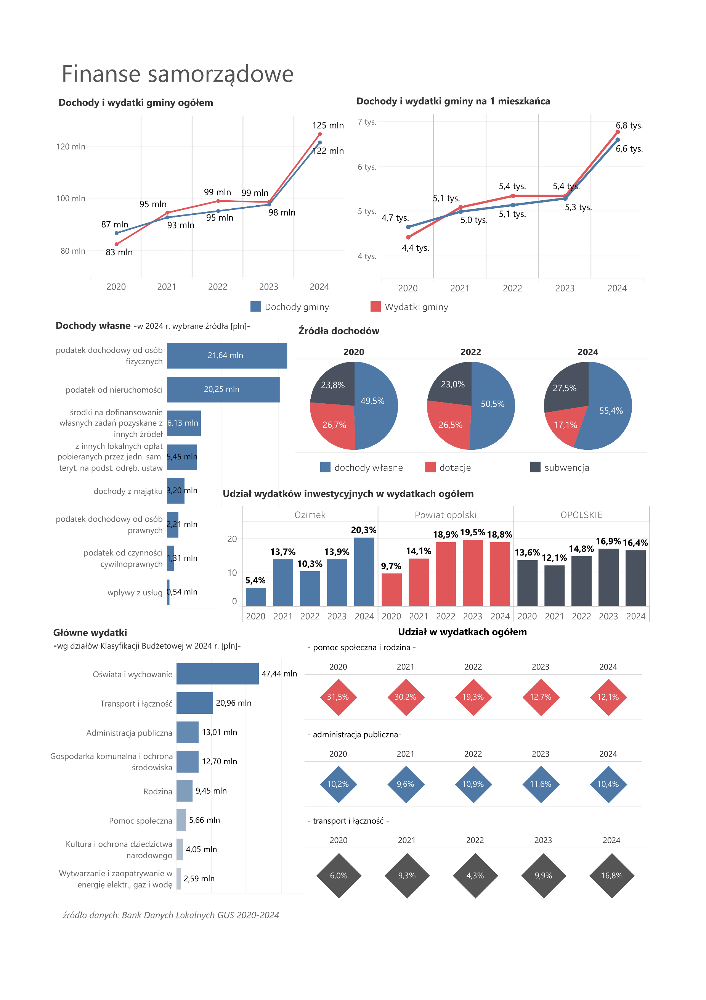 Finanse samorządowe
Dochody i wydatki gminy ogółem
120 mln
100 mln
80 mln
87 mln
83 mln
95 mln
93 mln
99 mln
95 mln
99 mln
98 mln
125 mln
122 mln
2020 2021 2022 2023 2024
Dochody i wydatki gminy na 1 mieszkańca
7 tys.
6 tys.
5 tys.
4 tys.
4,7 tys.
4,4 tys.
5,1 tys.
5,0 tys.
5,4 tys.
5,1 tys.
5,4 tys.
5,3 tys.
6,8 tys.
6,6 tys.
2020 2021 2022 2023 2024
Dochody gminy Wydatki gminy
Dochody własne -w 2024 r. wybrane źródła [pln]-
podatek dochodowy od osób
fizycznych
21,64 mln
podatek od nieruchomości
20,25 mln
środki na dofinansowanie
własnych zadań pozyskane z
innych źródeł
6,13 mln
z innych lokalnych opłat
pobieranych przez jedn. sam.
teryt. na podst. odręb. ustaw
5,45 mln
dochody z majątku
3,20 mln
podatek dochodowy od osób
prawnych
2,21 mln
podatek od czynności
cywilnoprawnych
1,31 mln
wpływy z usług
0,54 mln
Źródła dochodów
2020 2022 2024
23,8%
49,5%
26,7%
23,0%
50,5%
26,5%
27,5%
55,4%
17,1%
dochody własne dotacje subwencja
Udział wydatków inwestycyjnych w wydatkach ogółem
Ozimek Powiat opolski OPOLSKIE
20
10
0
5,4% 13,7% 10,3% 13,9% 20,3%
9,7% 14,1% 18,9% 19,5% 18,8%
13,6% 12,1% 14,8% 16,9% 16,4%
2020 2021 2022 2023 2024 2020 2021 2022 2023 2024 2020 2021 2022 2023 2024
Główne wydatki
-wg działów Klasyfikacji Budżetowej w 2024 r. [pln]-
Oświata i wychowanie
47,44 mln
Transport i łączność
20,96 mln
Administracja publiczna
13,01 mln
Gospodarka komunalna i ochrona
środowiska
12,70 mln
Rodzina
9,45 mln
Pomoc społeczna
5,66 mln
Kultura i ochrona dziedzictwa
narodowego
4,05 mln
Wytwarzanie i zaopatrywanie w
energię elektr., gaz i wodę
2,59 mln
Udział w wydatkach ogółem
- pomoc społeczna i rodzina -
2020 2021 2022 2023 2024
31,5% 30,2% 19,3% 12,7% 12,1%
- administracja publiczna-
2020 2021 2022 2023 2024
10,2% 9,6% 10,9% 11,6% 10,4%
- transport i łączność -
2020 2021 2022 2023 2024
6,0% 9,3% 4,3% 9,9% 16,8%
źródło danych: Bank Danych Lokalnych GUS 2020-2024